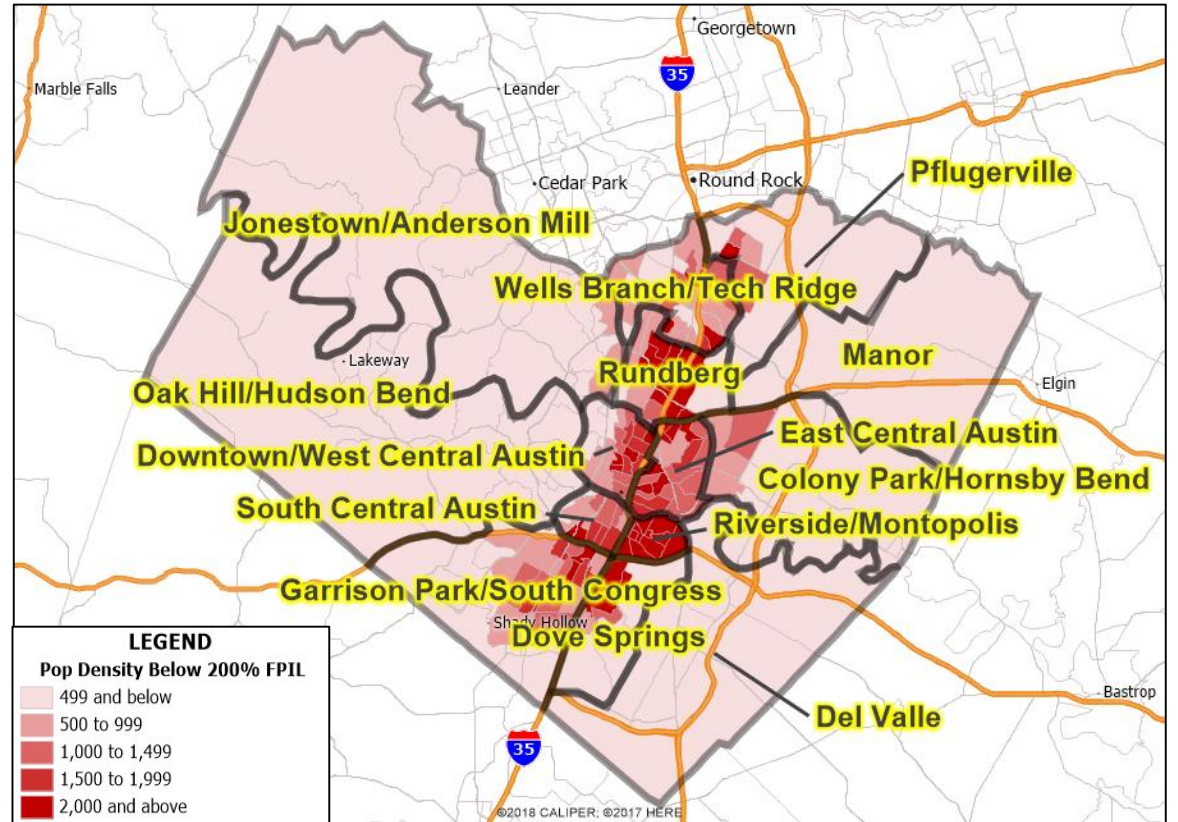 Georgetown
35
Marble Falls
Leander
Pflugerville
Cedar Park
Round Rock
Jonestown/Anderson Mill
Wells Branch/Tech Ridge
Manor
Lakeway
Rundberg
Elgin
Oak Hill/Hudson Bend
East Central Austin
Downtown/West Central Austin
Colony Park/Hornsby Bend
South Central Austin
Riverside/Montopolis
Garrison Park/South Congress
Shady Hollow
Dove Springs
Bastrop
Del Valle
35
LEGEND
Pop Density Below 200% FPIL
499 and below
500 to 999
1,000 to 1,499
1,500 to 1,999
2,000 and above
©2018 CALIPER; ©2017 HERE